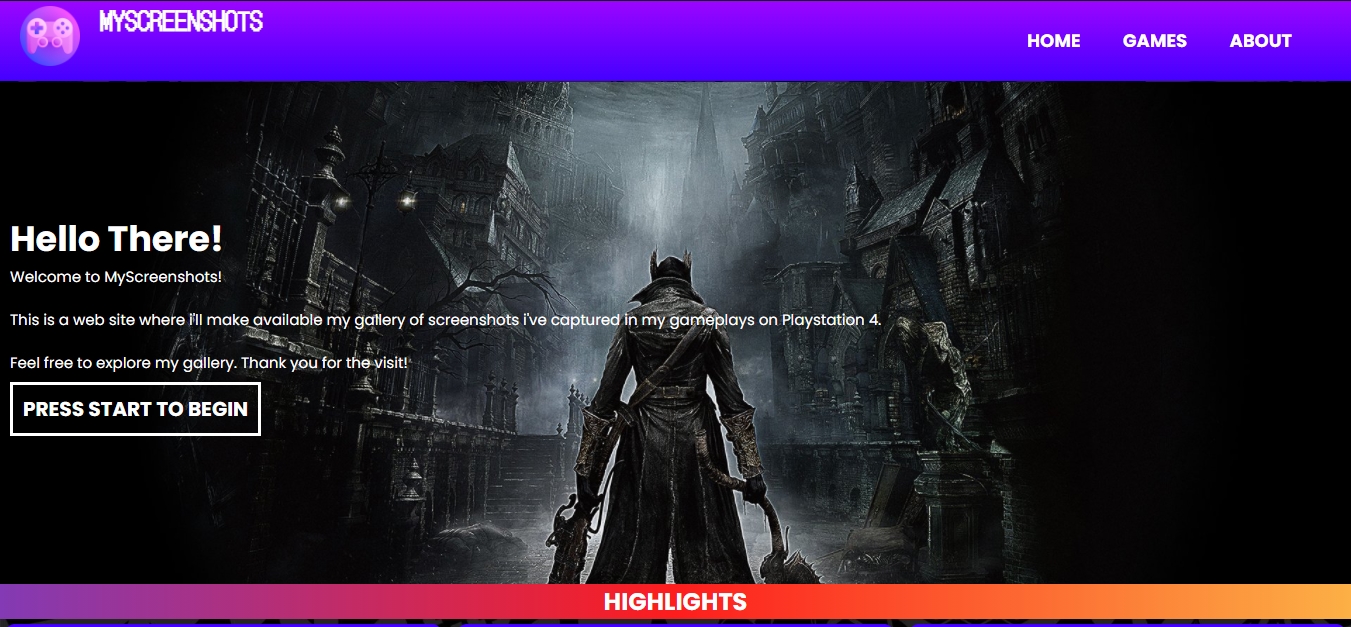 MYSCREENSHOTS
HOME GAMES ABOUT
Hello There!
Welcome to MyScreenshots!
This is a web site where i'll make available my gallery of screenshots i've captured in my gameplays on Playstation 4.
Feel free to explore my gallery. Thank you for the visit!
PRESS START TO BEGIN
HIGHLIGHTS